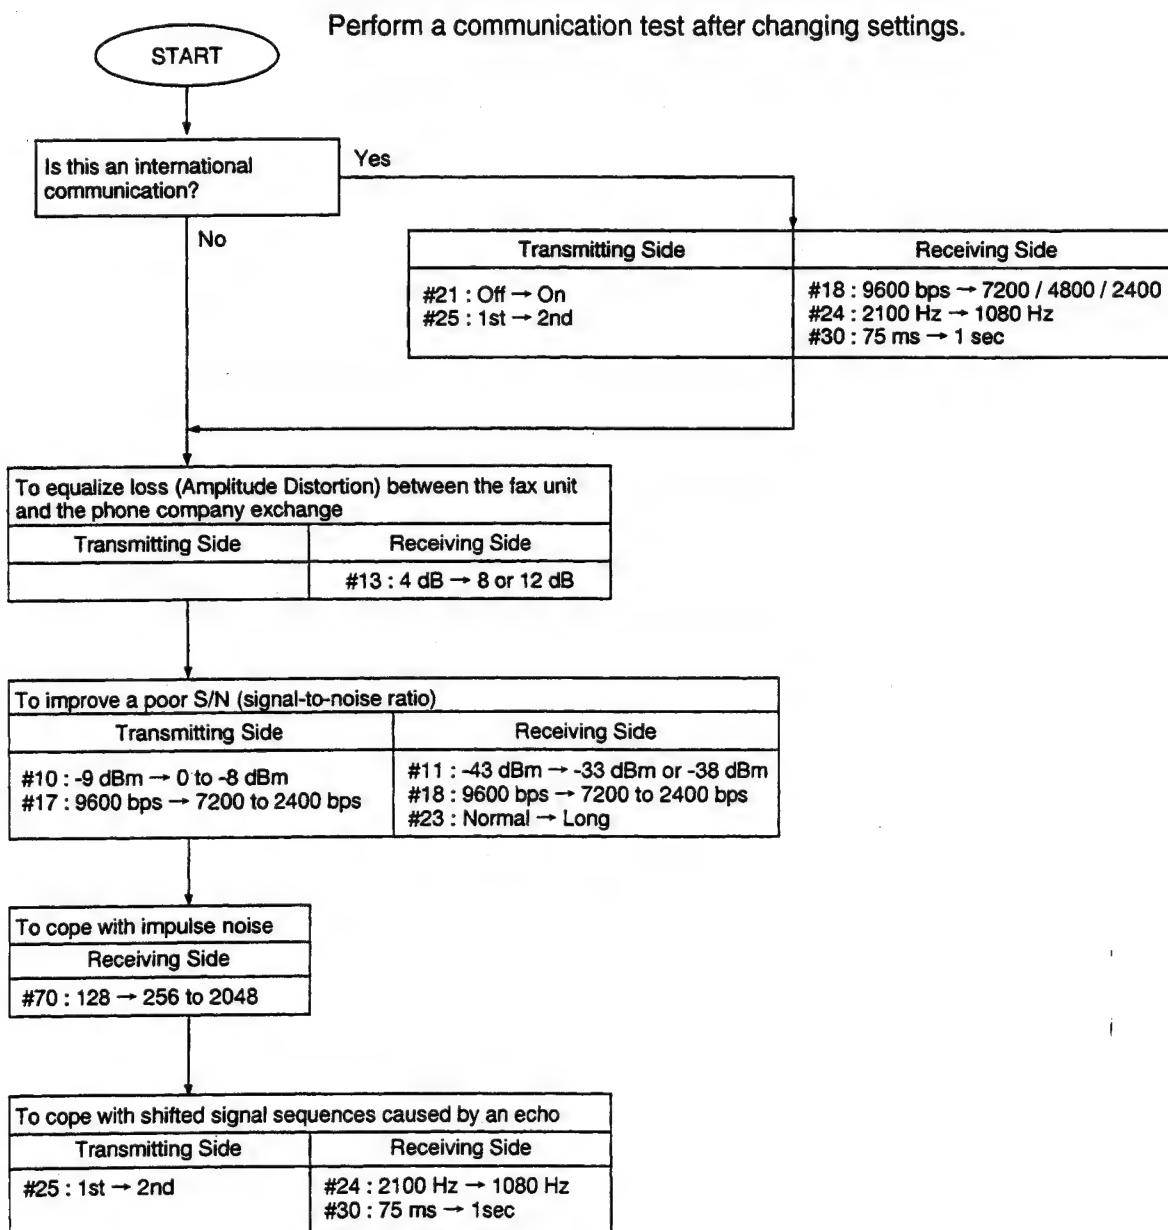 Perform a communication test after changing settings.
START
Is this an international
communication?
Yes
No
Transmitting Side
Receiving Side
#21 : Off → On
#25 : 1st → 2nd
#18 : 9600 bps → 7200 / 4800 / 2400
#24 : 2100 Hz → 1080 Hz
#30 : 75 ms → 1 sec
To equalize loss (Amplitude Distortion) between the fax unit
and the phone company exchange
Transmitting Side
Receiving Side
#13 : 4 dB → 8 or 12 dB
To improve a poor S/N (signal-to-noise ratio)
Transmitting Side
Receiving Side
#10 : -9 dBm → 0 to -8 dBm
#17 : 9600 bps → 7200 to 2400 bps
#11 : -43 dBm → -33 dBm or -38 dBm
#18 : 9600 bps → 7200 to 2400 bps
#23 : Normal → Long
To cope with impulse noise
Receiving Side
#70 : 128 → 256 to 2048
To cope with shifted signal sequences caused by an echo
Transmitting Side
Receiving Side
#25 : 1st → 2nd
#24 : 2100 Hz → 1080 Hz
#30 : 75 ms → 1sec